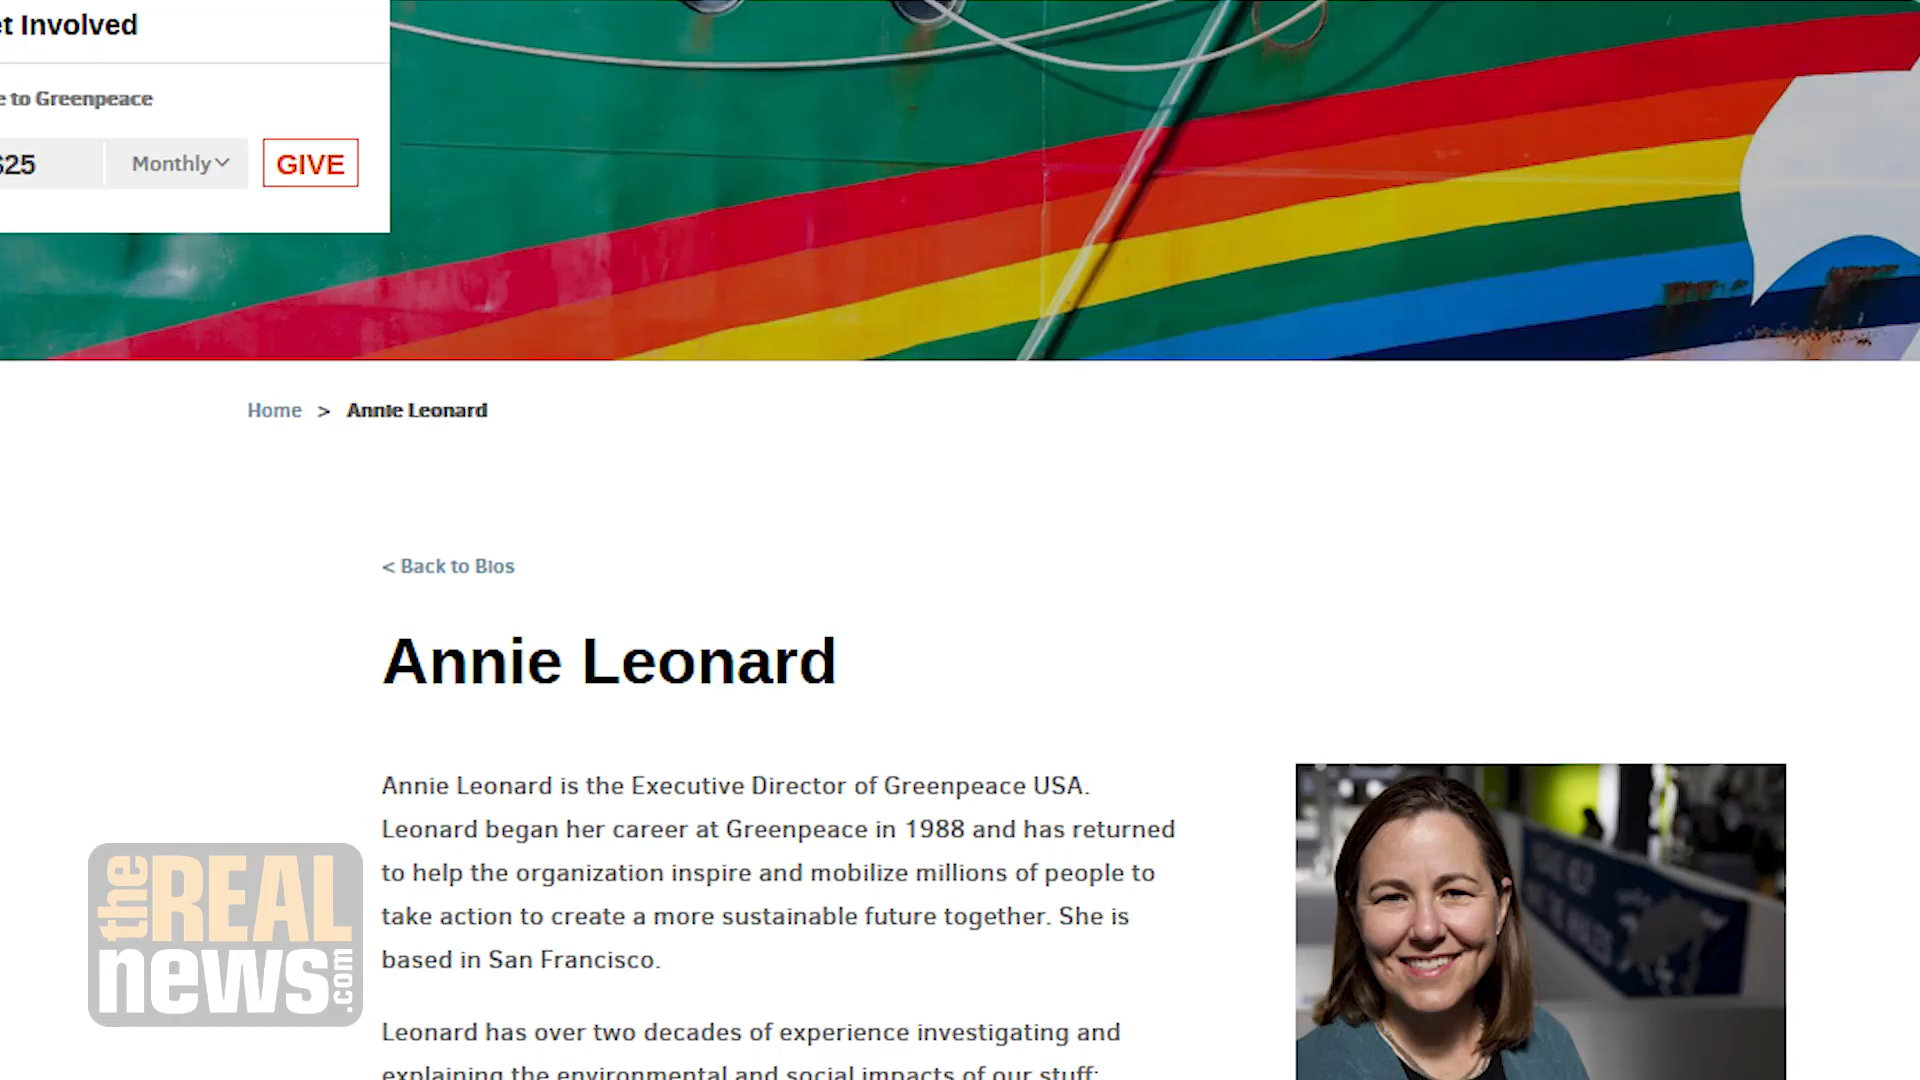 et Involved
e to Greenpeace
$25 Monthly GIVE
Home > Annie Leonard
< Back to Bios
Annie Leonard
Annie Leonard is the Executive Director of Greenpeace USA.
Leonard began her career at Greenpeace in 1988 and has returned
to help the organization inspire and mobilize millions of people to
take action to create a more sustainable future together. She is
based in San Francisco.
the REAL
news.com
Leonard has over two decades of experience investigating and
explaining the environmental and social impacts of our stuff: